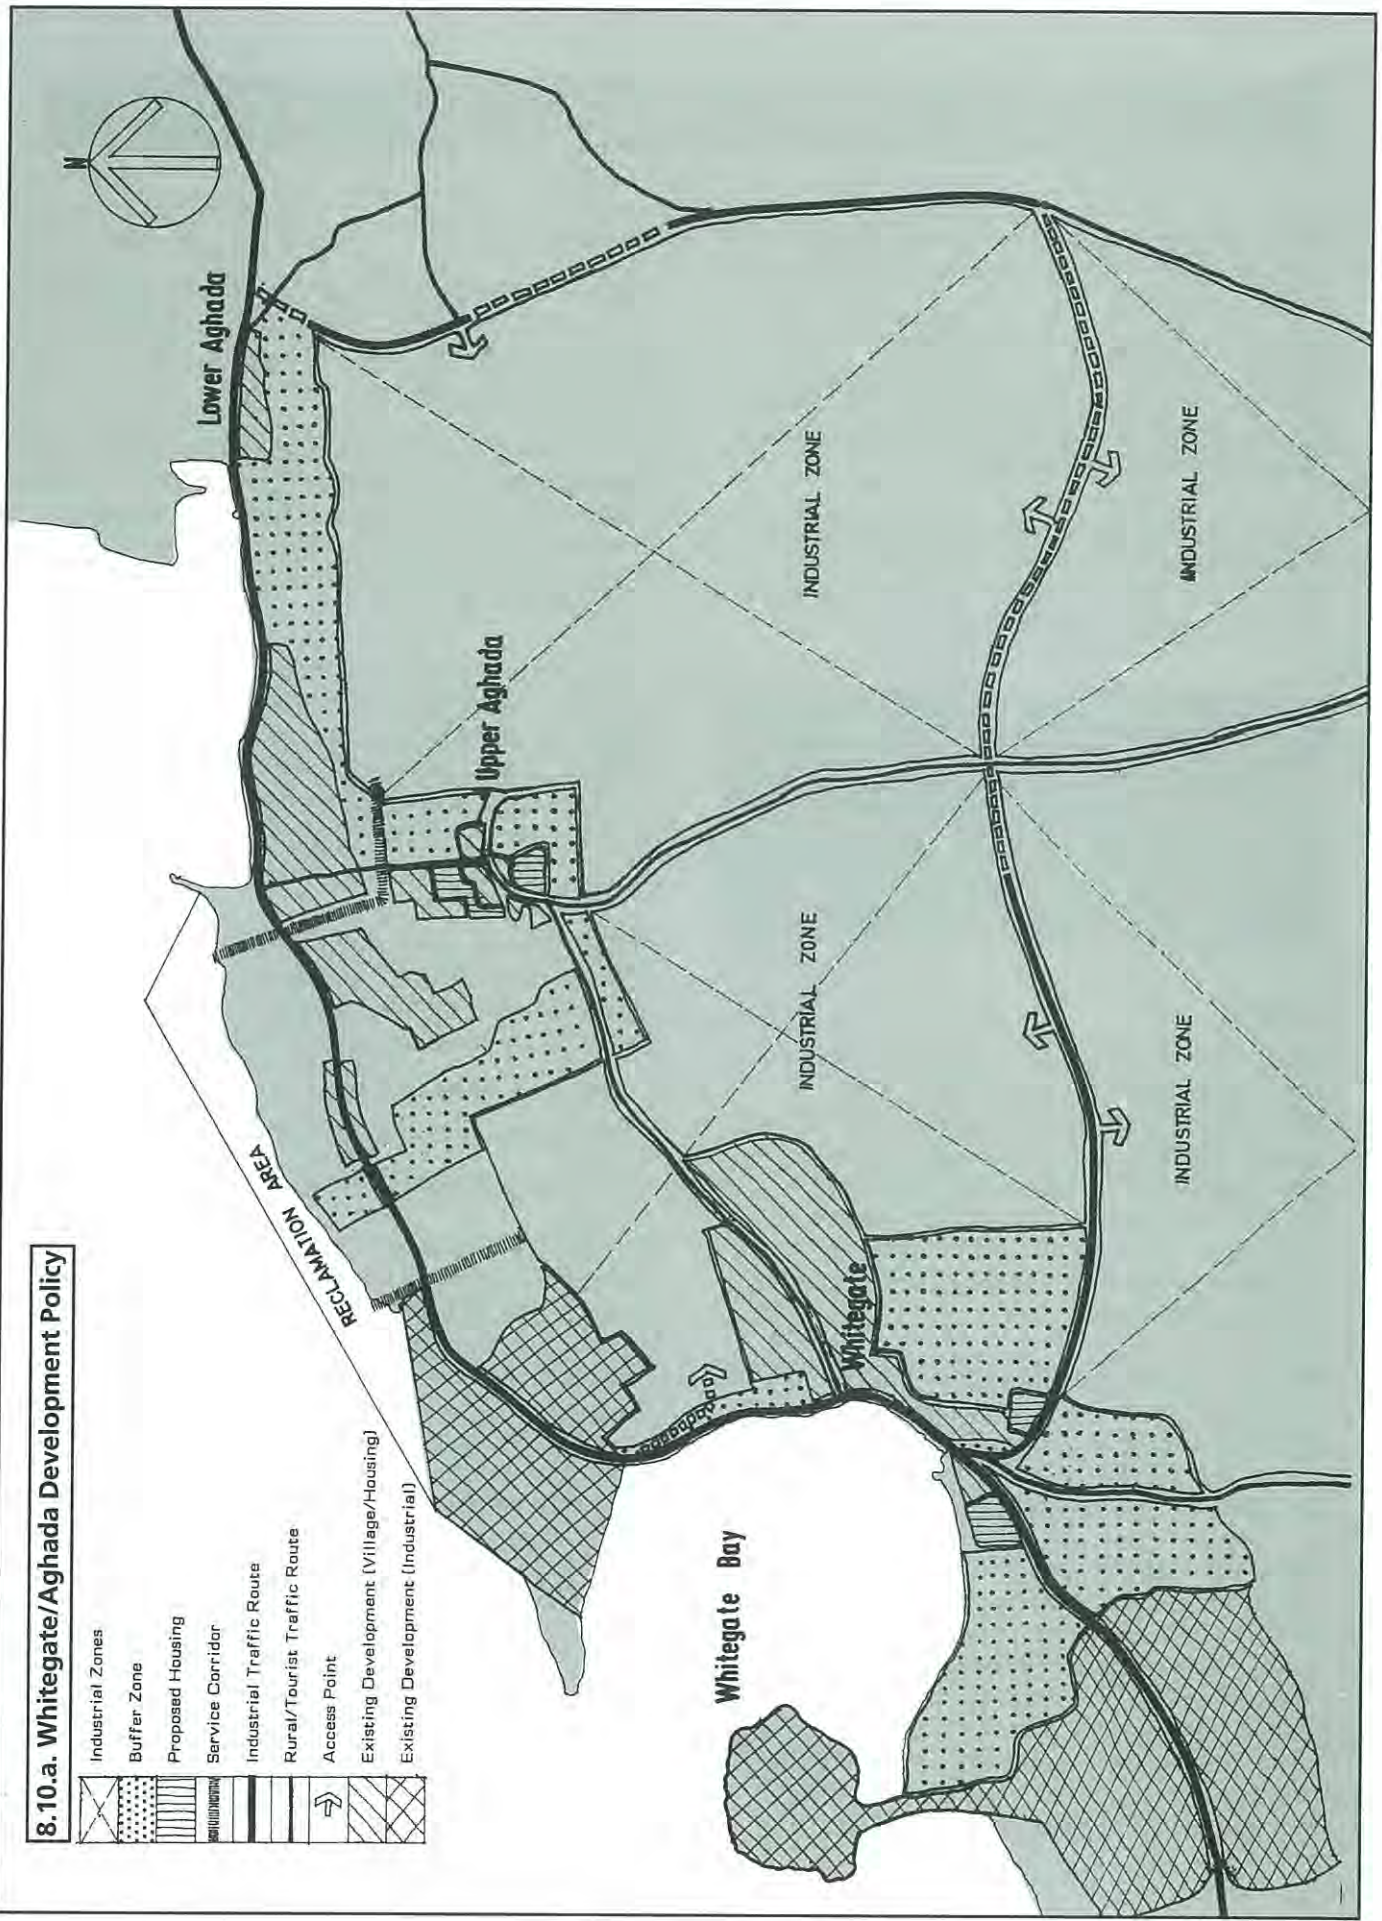 8.10.a. Whitegate/Aghada Development Policy
Industrial Zones
Buffer Zone
Proposed Housing
Service Corridor
Industrial Traffic Route
Rural/Tourist Traffic Route
Access Point
Existing Development (Village/Housing)
Existing Development (Industrial)
N
Lower Aghada
RECLAMATION AREA
Upper Aghada
INDUSTRIAL ZONE
INDUSTRIAL ZONE
Whitegate
Whitegate Bay
INDUSTRIAL ZONE
INDUSTRIAL ZONE